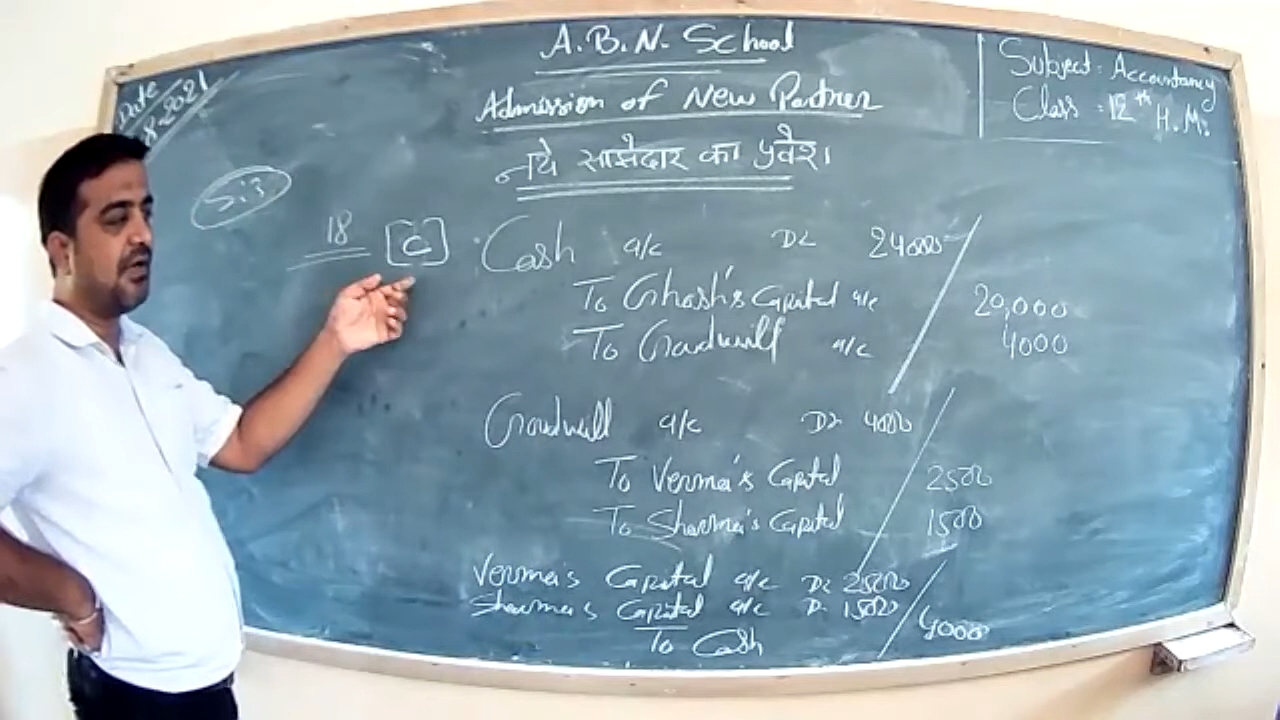 A.B.N. School
Admission of New Partner
नये साझेदार का प्रवेश।
Subject: Accountancy
Class :12th H.M.
Date
8-2021
18 [C] Cash a/c Dr 24000
To Ghosh's Capital a/c 20,000
To Goodwill a/c 4000
Goodwill a/c Dr 4000
To Verma's Capital 2500
To Sharma's Capital 1500
Verma's Capital a/c Dr 2500
Sharma's Capital a/c Dr 1500
To Cash 4000